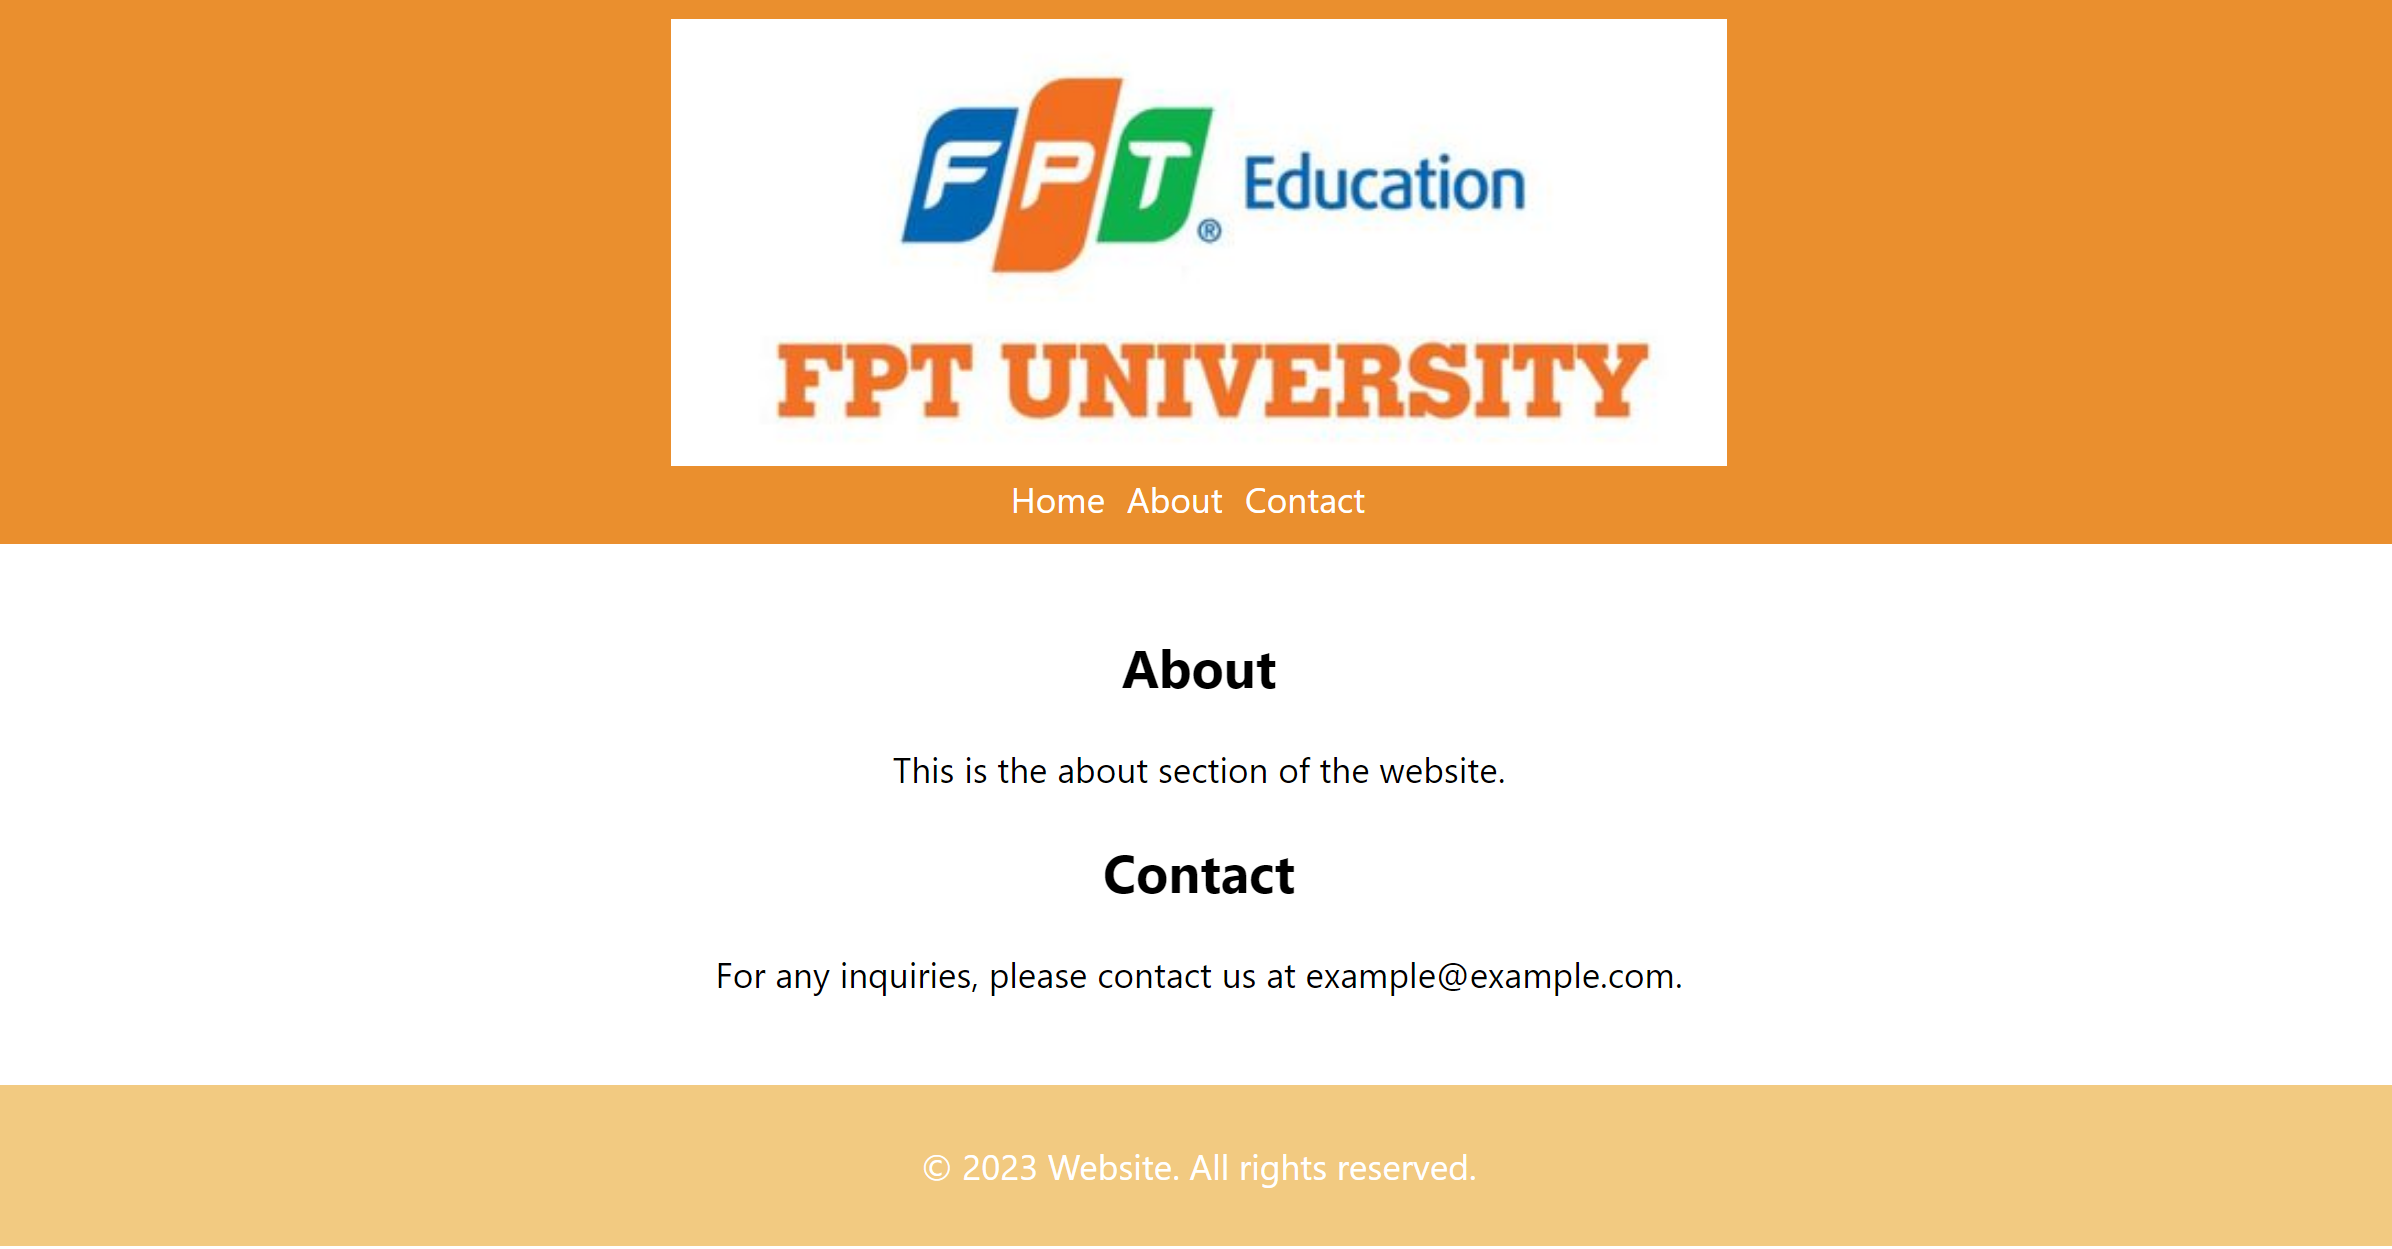 FPT® Education
FPT UNIVERSITY
Home About Contact
About
This is the about section of the website.
Contact
For any inquiries, please contact us at example@example.com.
© 2023 Website. All rights reserved.